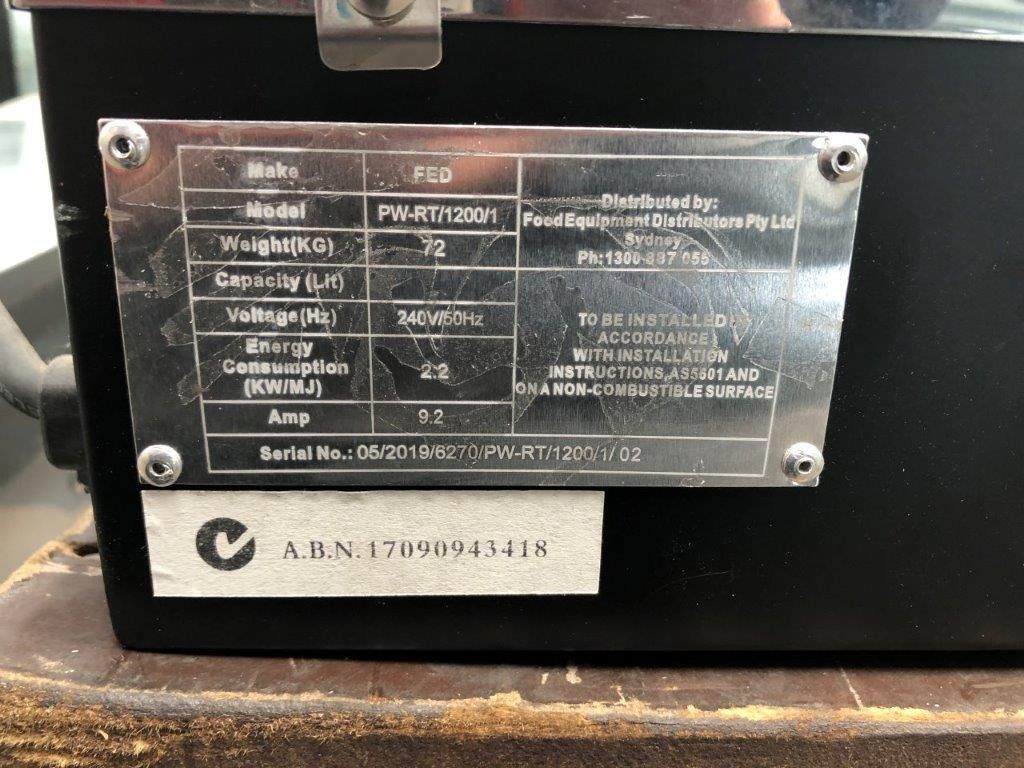 Make FED
Model PW-RT/1200/1
Weight(KG) 72
Capacity (Lit)
Voltage(Hz) 240V/50Hz
Energy
Consumption
(KW/MJ) 2.2
Amp 9.2
Distributed by:
Food Equipment Distributors Pty Ltd
Sydney
Ph:1300 887 055
TO BE INSTALLED
ACCORDANCE
WITH INSTALLATION
INSTRUCTIONS, AS5601 AND
ON A NON-COMBUSTIBLE SURFACE
Serial No.: 05/2019/6270/PW-RT/1200/1/ 02
A.B.N. 17090943418